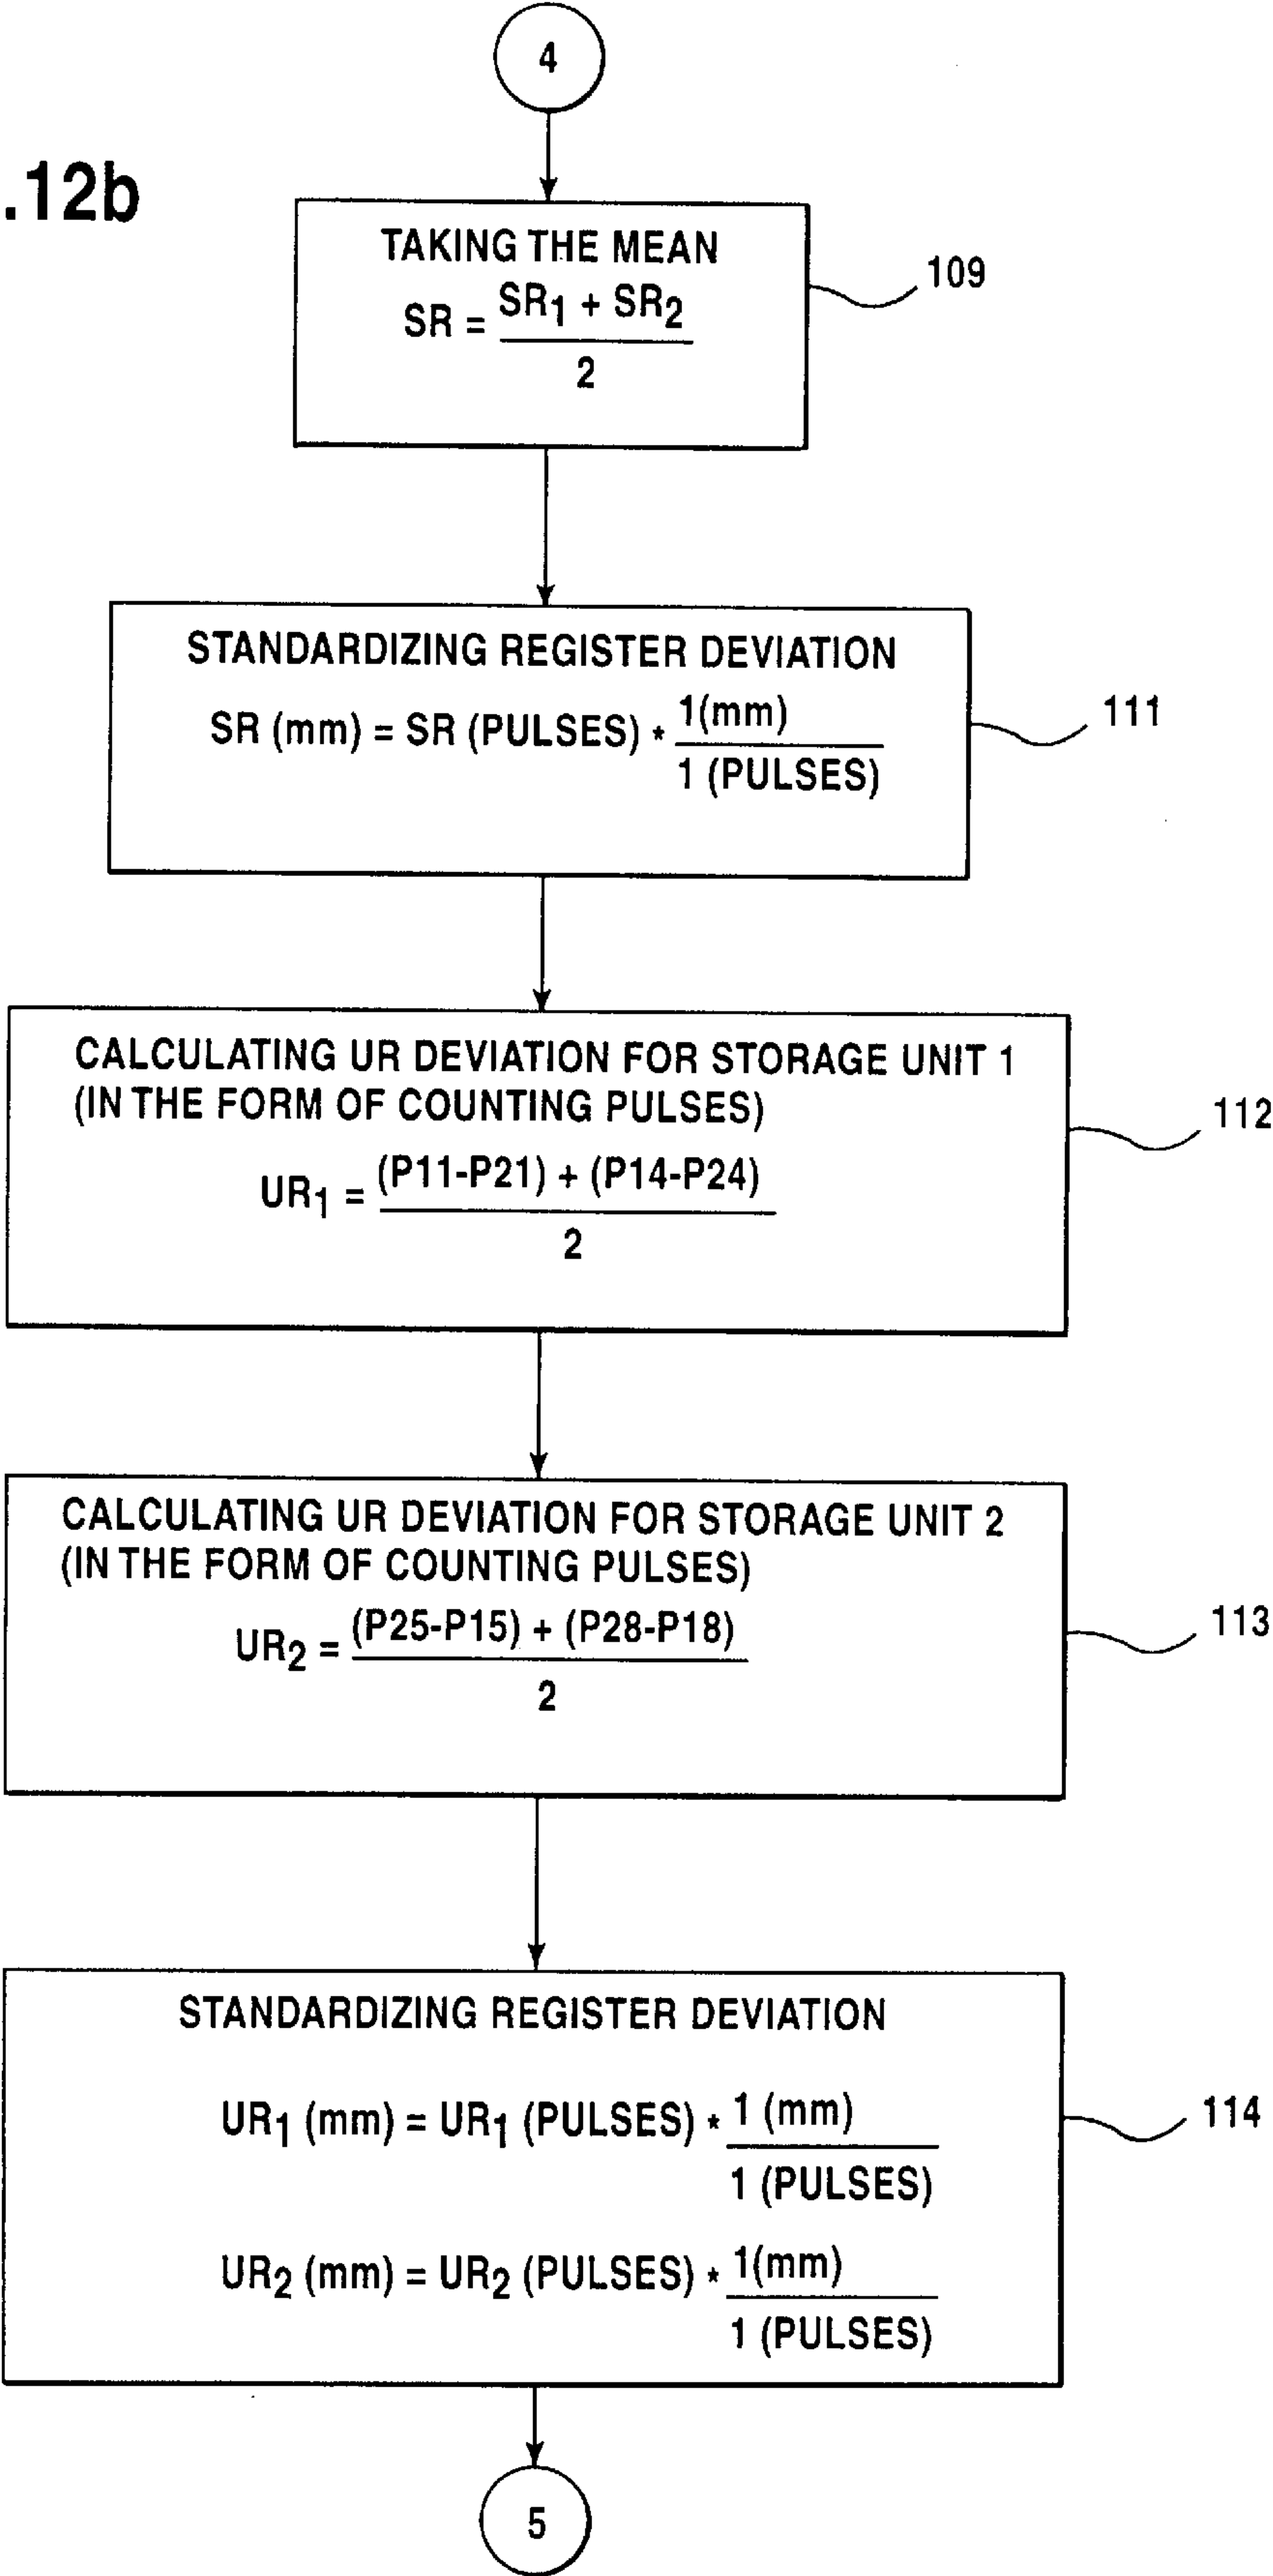 4
.12b
TAKING THE MEAN
SR = SR1 + SR2
2
109
STANDARDIZING REGISTER DEVIATION
SR (mm) = SR (PULSES) * 1(mm)
1 (PULSES)
111
CALCULATING UR DEVIATION FOR STORAGE UNIT 1
(IN THE FORM OF COUNTING PULSES)
UR1 = (P11-P21) + (P14-P24)
2
112
CALCULATING UR DEVIATION FOR STORAGE UNIT 2
(IN THE FORM OF COUNTING PULSES)
UR2 = (P25-P15) + (P28-P18)
2
113
STANDARDIZING REGISTER DEVIATION
UR1 (mm) = UR1 (PULSES) * 1 (mm)
1 (PULSES)
UR2 (mm) = UR2 (PULSES) * 1(mm)
1 (PULSES)
114
5